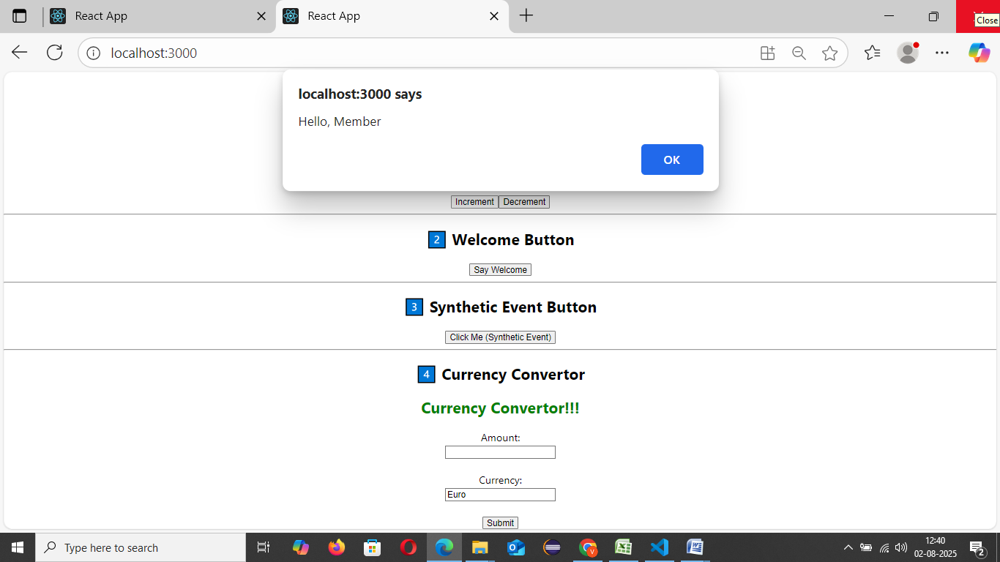 React App
React App
Close
localhost:3000
localhost:3000 says
Hello, Member
OK
Increment Decrement
2 Welcome Button
Say Welcome
3 Synthetic Event Button
Click Me (Synthetic Event)
4 Currency Convertor
Currency Convertor!!!
Amount:
Currency:
Euro
Submit
Type here to search
12:40
02-08-2025
2